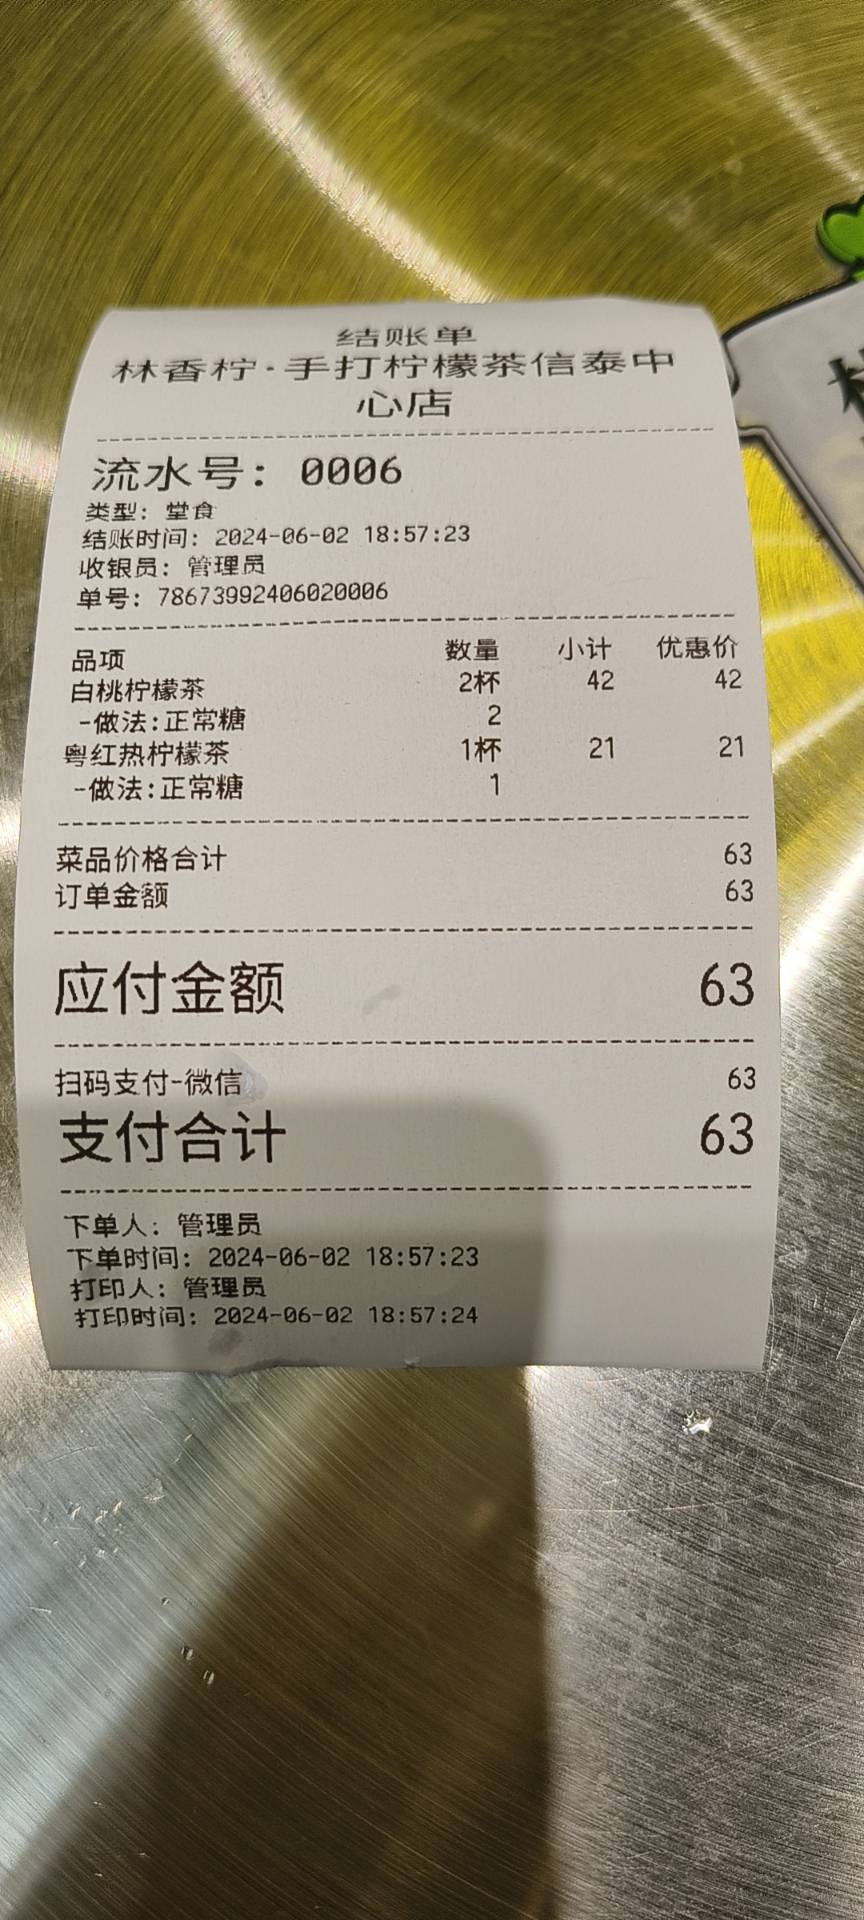 结账单
林香柠·手打柠檬茶信泰中
心店
流水号: 0006
类型: 堂食
结账时间: 2024-06-02 18:57:23
收银员: 管理员
单号: 78673992406020006
品项 数量 小计 优惠价
白桃柠檬茶 2杯 42 42
-做法:正常糖 2
粤红热柠檬茶 1杯 21 21
-做法:正常糖 1
菜品价格合计 63
订单金额 63
应付金额 63
扫码支付-微信 63
支付合计 63
下单人: 管理员
下单时间: 2024-06-02 18:57:23
打印人: 管理员
打印时间: 2024-06-02 18:57:24